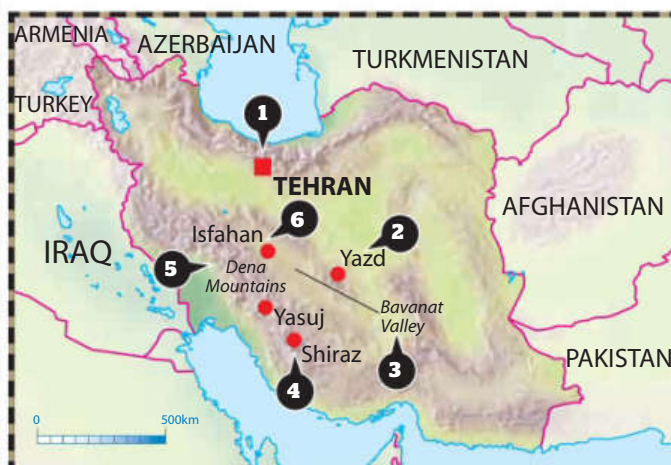 ARMENIA
AZERBAIJAN
TURKMENISTAN
TURKEY
1
TEHRAN
AFGHANISTAN
6
2
Isfahan
IRAQ
Yazd
5
Dena
Mountains
Bavanat
Valley
Yasuj
Shiraz
PAKISTAN
3
4
0
500km